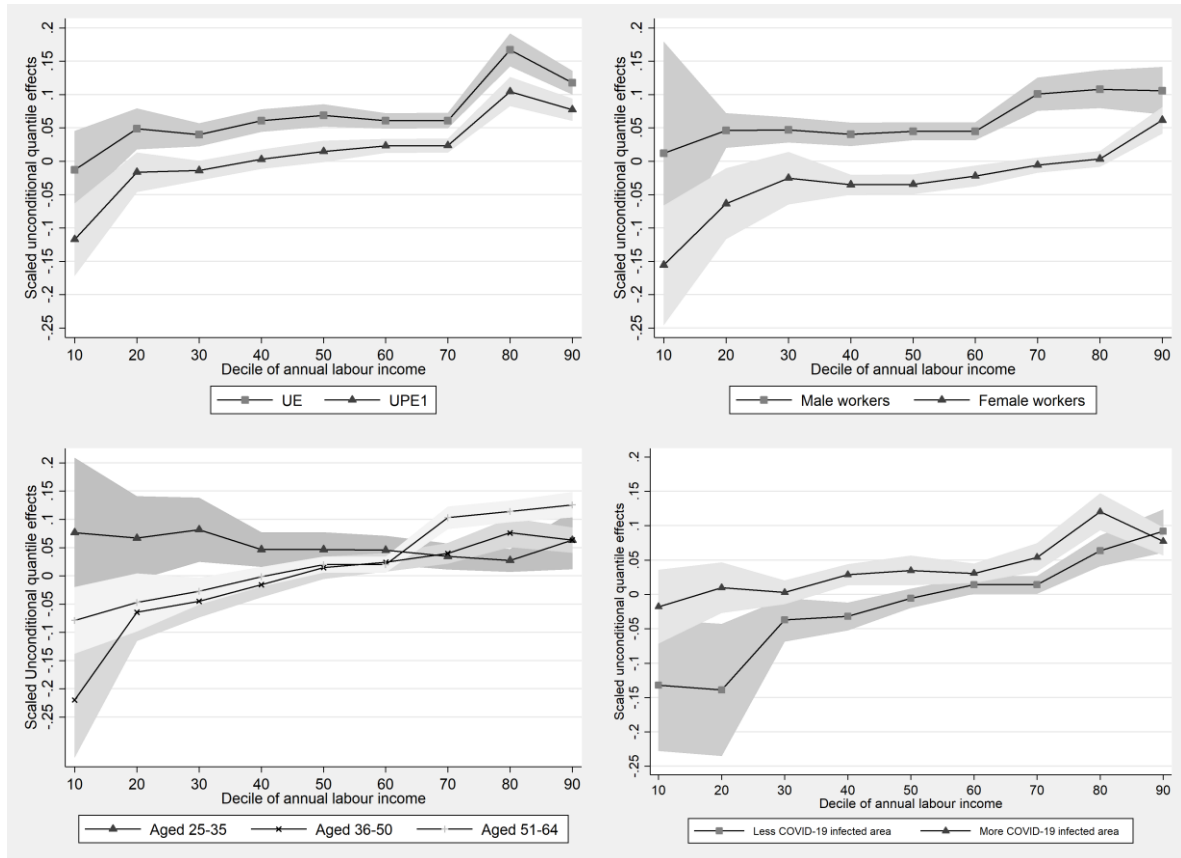 Scaled unconditional quantile effects
.2
.15
.1
.05
0
-.05
-.1
-.15
-.2
-.25
10 20 30 40 50 60 70 80 90
Decile of annual labour income
UE UPE1
Scaled unconditional quantile effects
.2
.15
.1
.05
0
-.05
-.1
-.15
-.2
-.25
10 20 30 40 50 60 70 80 90
Decile of annual labour income
Male workers Female workers
Scaled Unconditional quantile effects
.2
.15
.1
.05
0
-.05
-.1
-.15
-.2
-.25
10 20 30 40 50 60 70 80 90
Decile of annual labour income
Aged 25-35 Aged 36-50 Aged 51-64
Scaled unconditional quantile effects
.2
.15
.1
.05
0
-.05
-.1
-.15
-.2
-.25
10 20 30 40 50 60 70 80 90
Decile of annual labour income
Less COVID-19 infected area More COVID-19 infected area